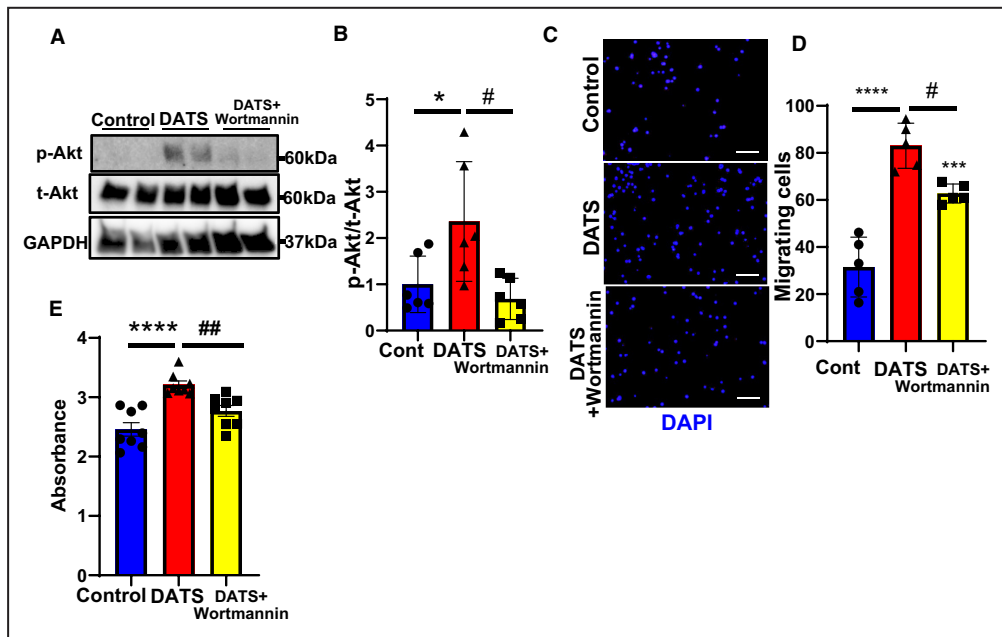 A
Control DATS DATS+
Wortmannin
p-Akt
60kDa
t-Akt
60kDa
GAPDH
37kDa
B
* #
p-Akt/t-Akt
5
4
3
2
1
0
Cont DATS DATS+
Wortmannin
C
Control
DATS
DATS
+Wortmannin
DAPI
D
**** #
***
Migrating cells
100
80
60
40
20
0
DATS DATS+
Cont Wortmannin
E
**** ##
Absorbance
4
3
2
1
0
Control DATS DATS+
Wortmannin